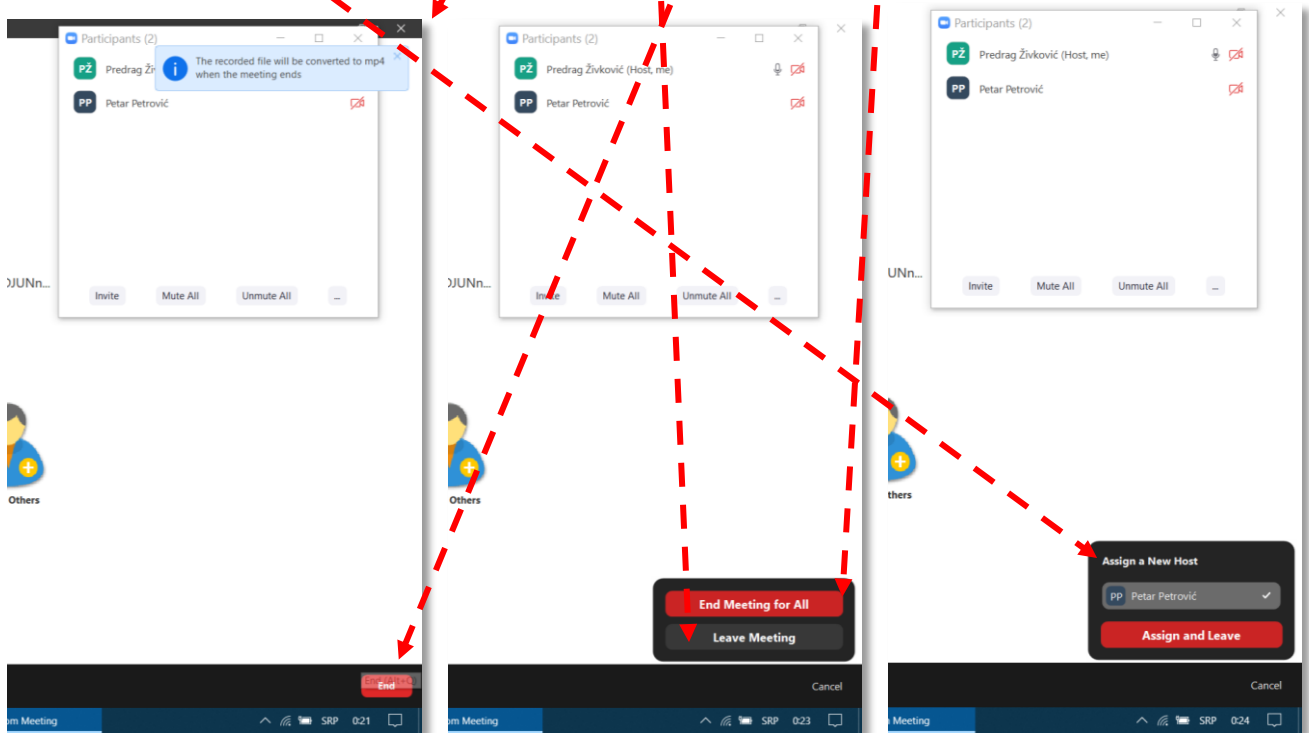 Participants (2)
The recorded file will be converted to mp4
when the meeting ends
PŽ Predrag
PP Petar Petrović
Invite Mute All Unmute All ...
Others
End
SRP 0:21
Participants (2)
PŽ Predrag Živković (Host, me)
PP Petar Petrović
Invite Mute All Unmute All ...
Others
End Meeting for All
Leave Meeting
Cancel
Meeting
SRP 0:23
Participants (2)
PŽ Predrag Živković (Host, me)
PP Petar Petrović
UNn...
Invite Mute All Unmute All ...
thers
Assign a New Host
PP Petar Petrović
Assign and Leave
Cancel
Meeting
SRP 0:24